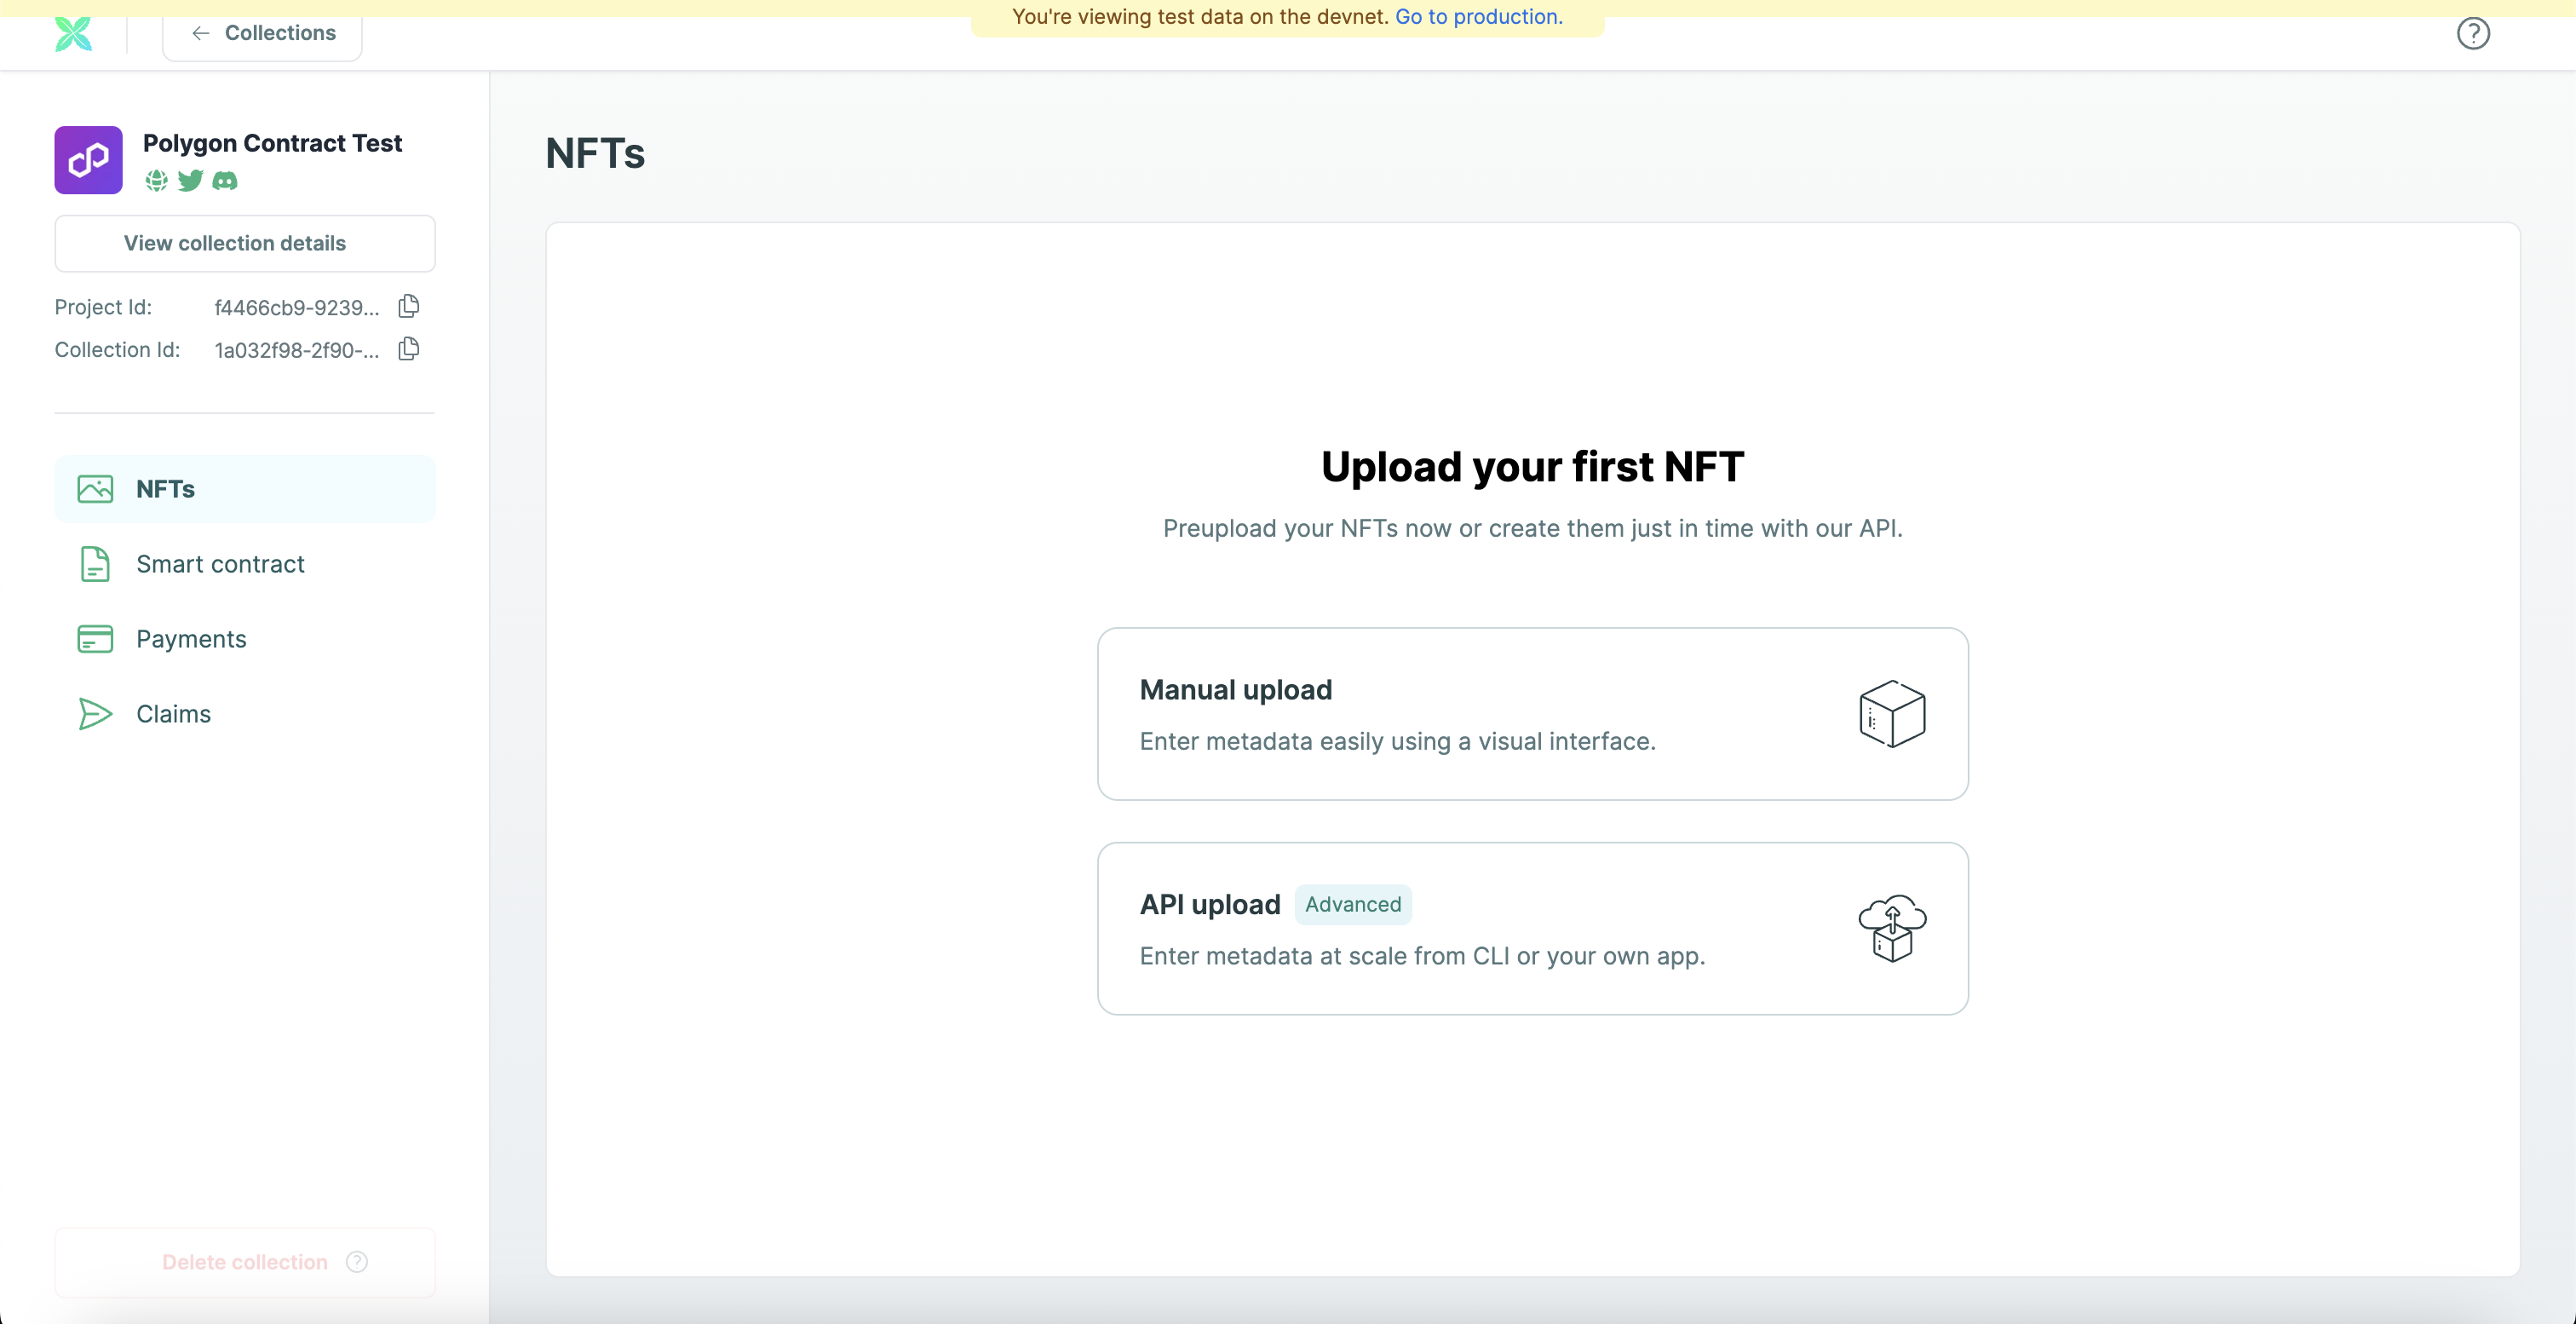 You're viewing test data on the devnet. Go to production.
Collections
Polygon Contract Test
View collection details
Project Id: f4466cb9-9239...
Collection Id: 1a032f98-2f90-...
NFTs
Smart contract
Payments
Claims
Delete collection
NFTs
Upload your first NFT
Preupload your NFTs now or create them just in time with our API.
Manual upload
Enter metadata easily using a visual interface.
API upload Advanced
Enter metadata at scale from CLI or your own app.